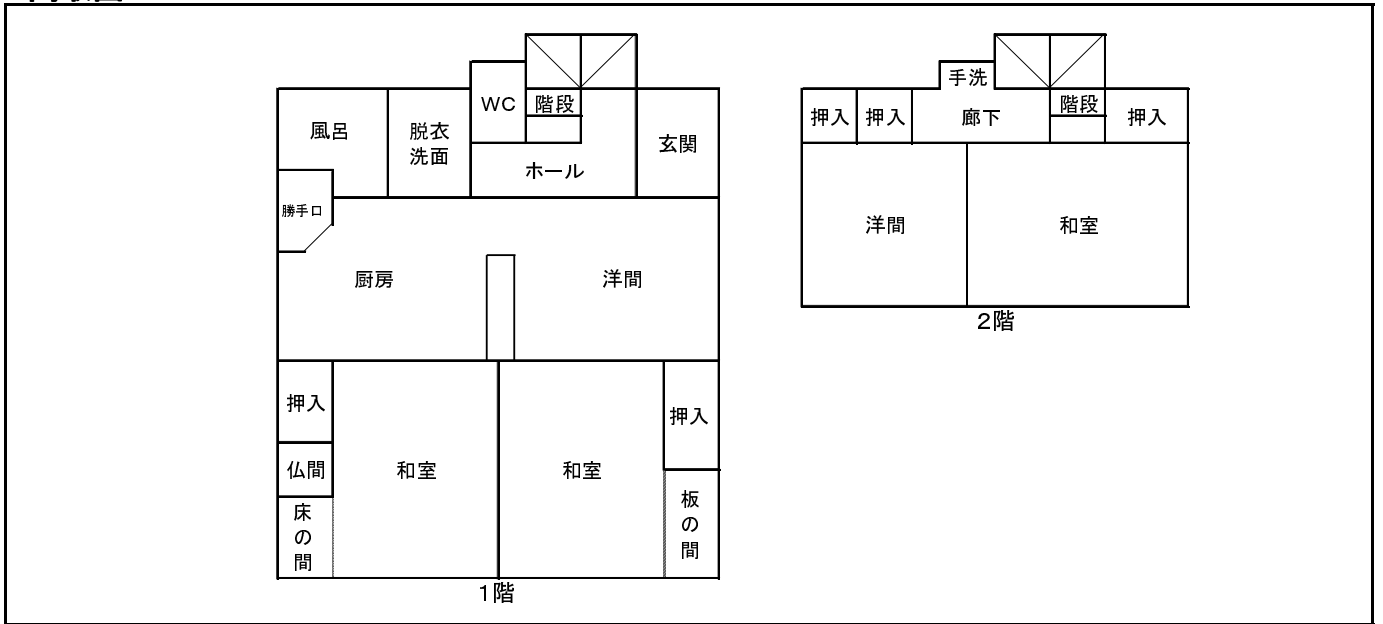 WC
階段
風呂
脱衣
洗面
玄関
ホール
勝手口
厨房
洋間
押入
仏間
床の間
和室
和室
押入
板の間
1階
手洗
押入
押入
廊下
階段
押入
洋間
和室
2階